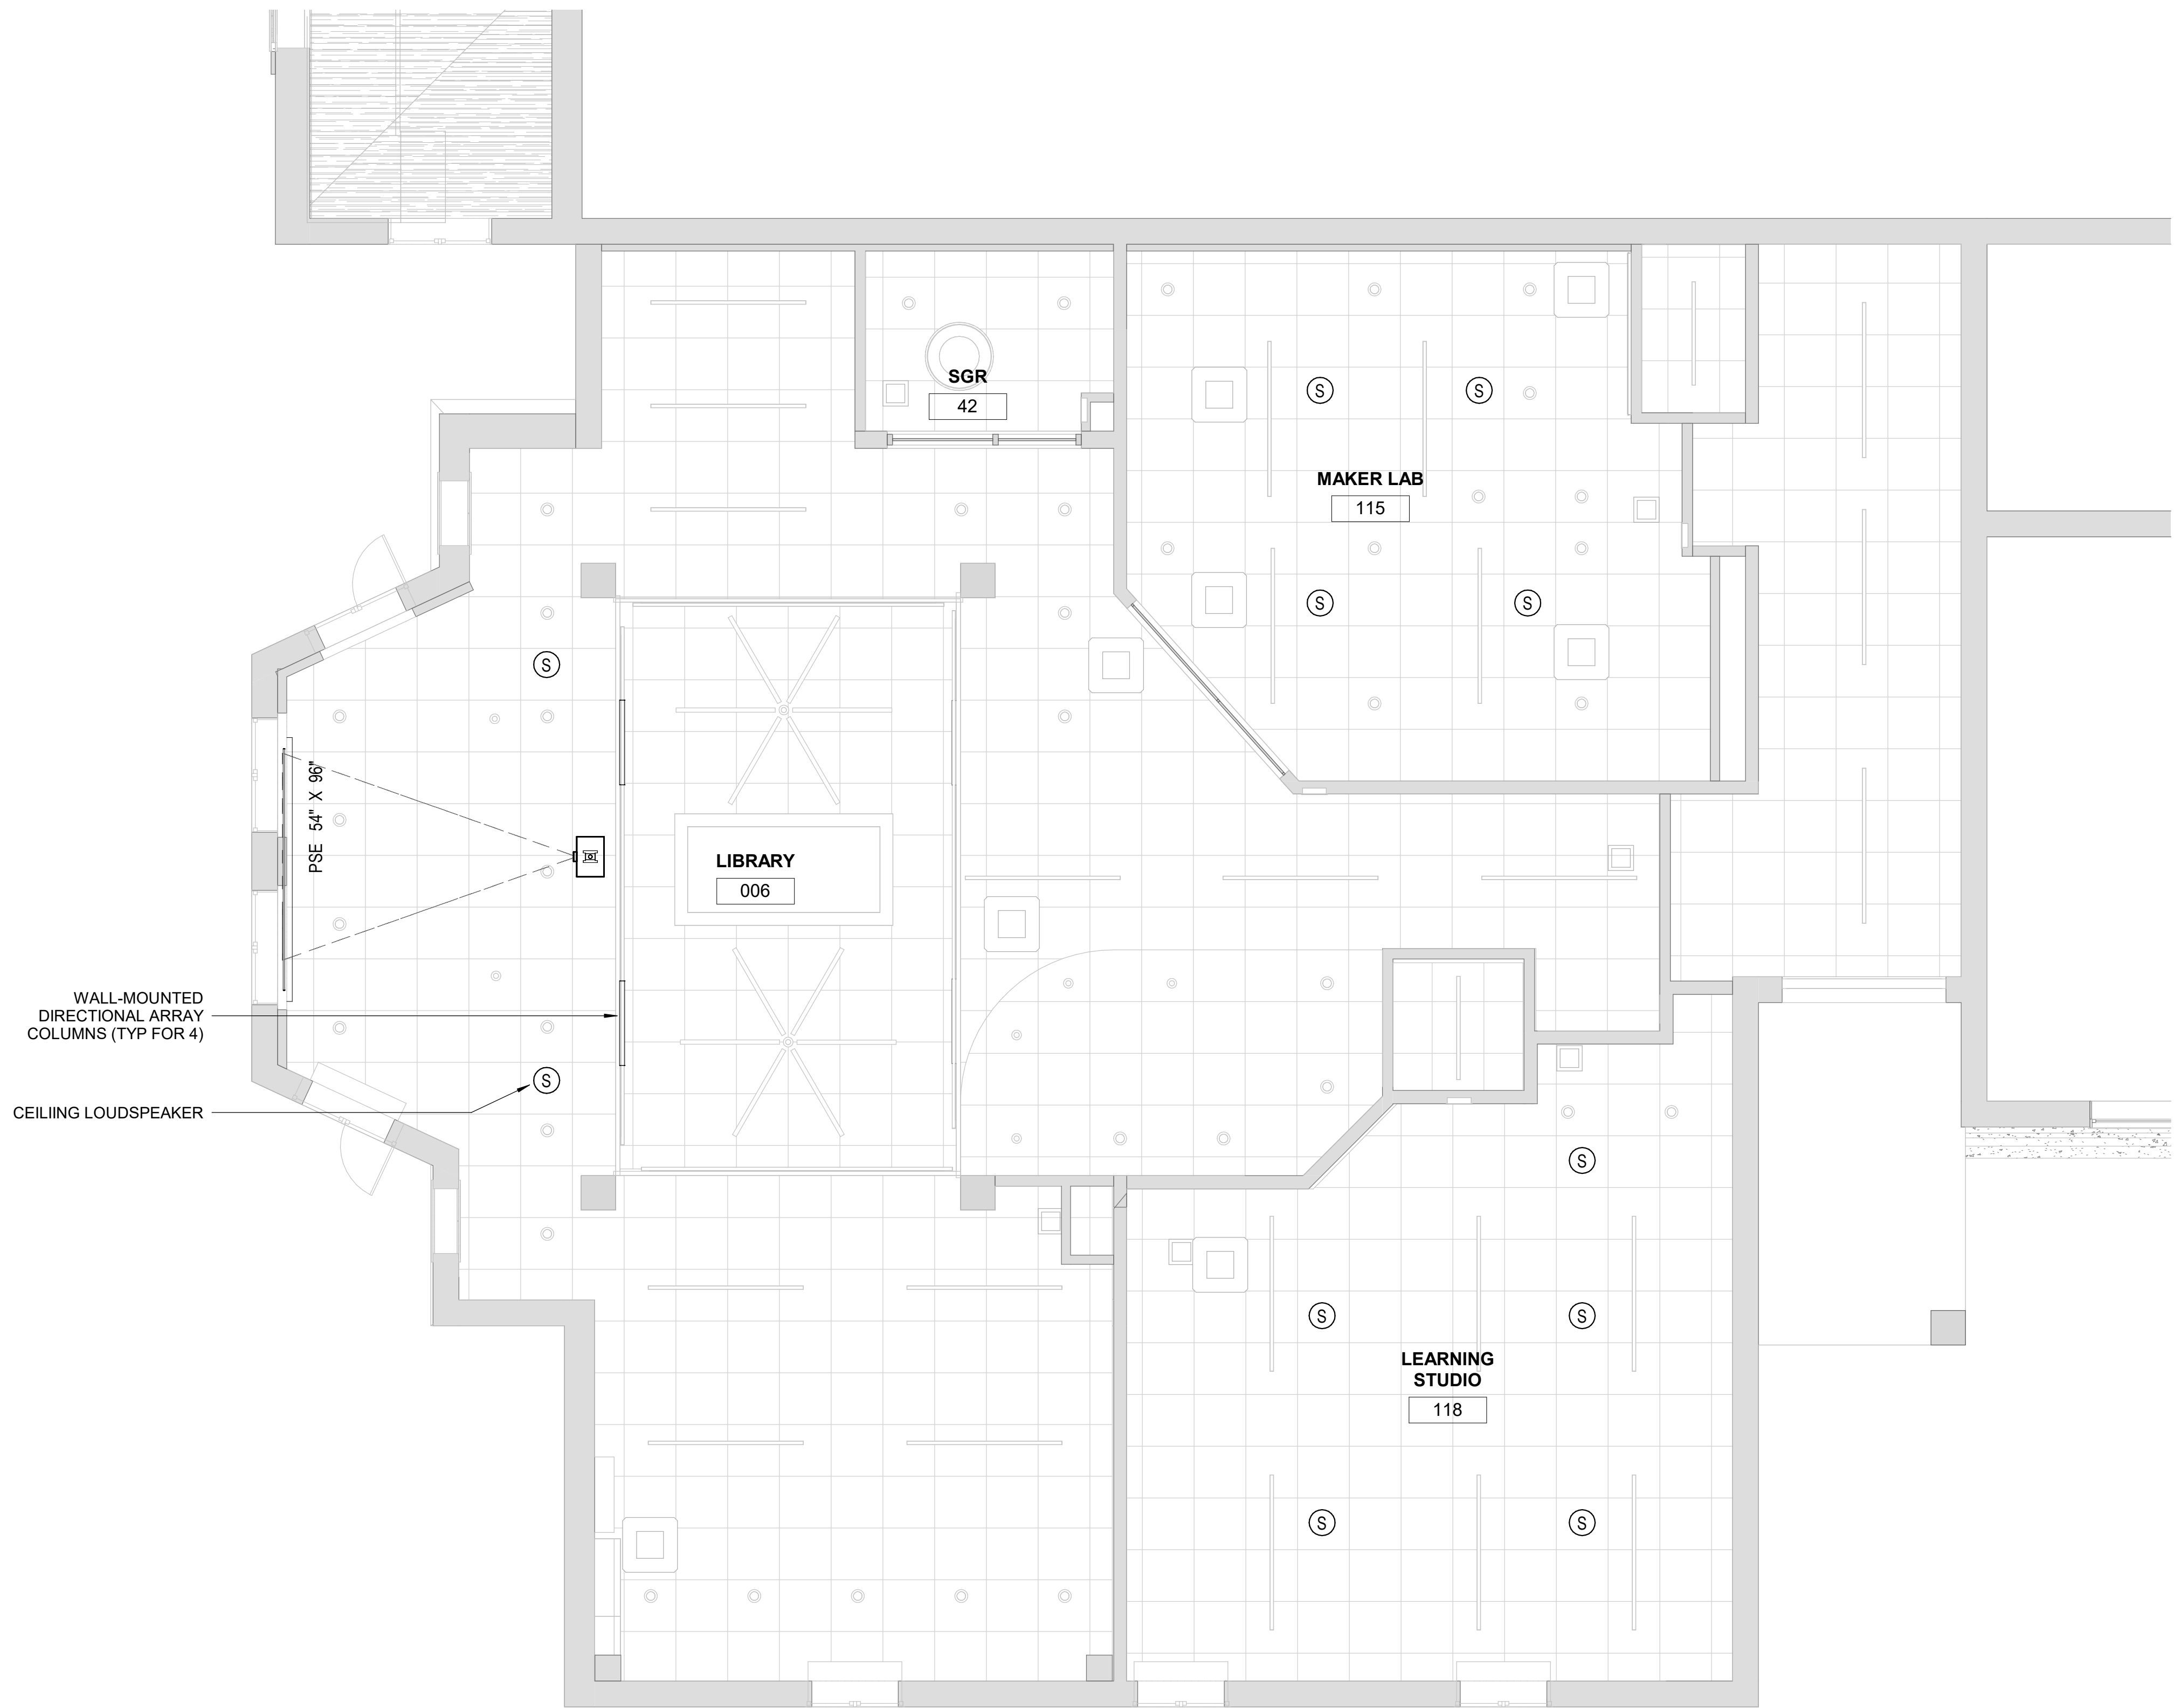 SGR
42
S
S
MAKER LAB
115
S
S
S
PSE 54" X 96"
LIBRARY
006
WALL-MOUNTED
DIRECTIONAL ARRAY
COLUMNS (TYP FOR 4)
S
CEILIING LOUDSPEAKER
S
S
S
LEARNING
STUDIO
118
S
S